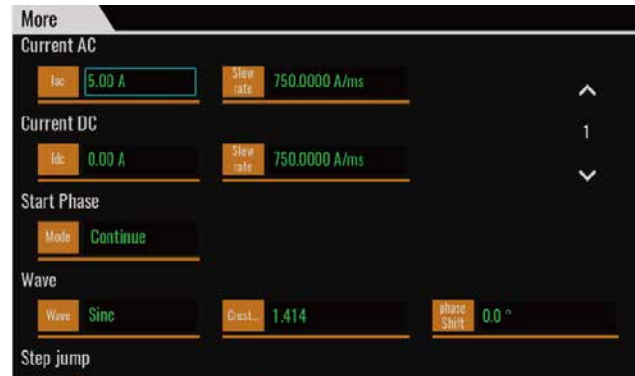 More
Current AC
Iac 5.00 A Slew rate 750.0000 A/ms
Current DC
1
Idc 0.00 A Slew rate 750.0000 A/ms
Start Phase
Mode Continue
Wave
Wave Sine Crest... 1.414 phase Shift 0.0 °
Step jump